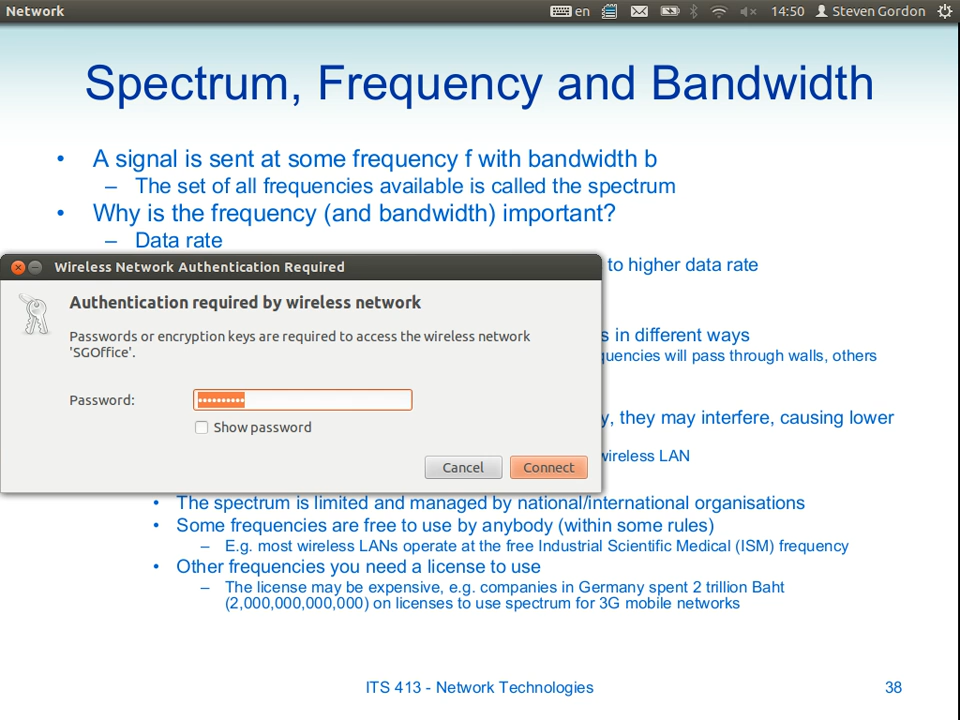 Network
en
14:50
Steven Gordon
Spectrum, Frequency and Bandwidth
• A signal is sent at some frequency f with bandwidth b
– The set of all frequencies available is called the spectrum
• Why is the frequency (and bandwidth) important?
– Data rate
to higher data rate
s in different ways
quencies will pass through walls, others
y, they may interfere, causing lower
wireless LAN
Wireless Network Authentication Required
Authentication required by wireless network
Passwords or encryption keys are required to access the wireless network
'SGOffice'.
Password: ••••••••••
Show password
Cancel
Connect
• The spectrum is limited and managed by national/international organisations
• Some frequencies are free to use by anybody (within some rules)
– E.g. most wireless LANs operate at the free Industrial Scientific Medical (ISM) frequency
• Other frequencies you need a license to use
– The license may be expensive, e.g. companies in Germany spent 2 trillion Baht
(2,000,000,000,000) on licenses to use spectrum for 3G mobile networks
ITS 413 - Network Technologies
38